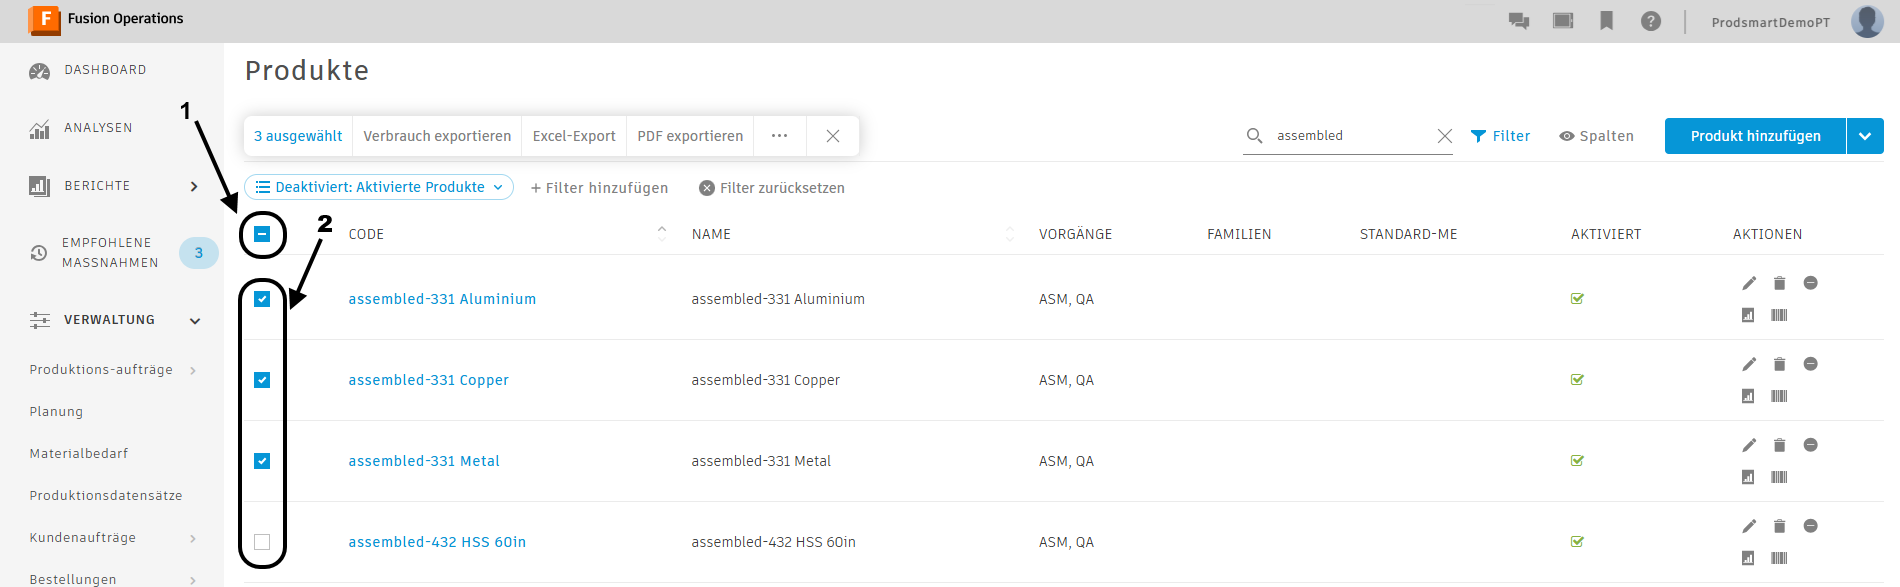 F Fusion Operations
? ProdsmartDemoPT
DASHBOARD
ANALYSEN
BERICHTE
EMPFOHLENE
MASSNAHMEN
3
VERWALTUNG
Produktions-aufträge
Planung
Materialbedarf
Produktionsdatensätze
Kundenaufträge
Bestellungen
Produkte
1
3 ausgewählt Verbrauch exportieren Excel-Export PDF exportieren ...
assembled Filter Spalten Produkt hinzufügen
Deaktiviert: Aktivierte Produkte + Filter hinzufügen Filter zurücksetzen
2
CODE NAME VORGÄNGE FAMILIEN STANDARD-ME AKTIVIERT AKTIONEN
assembled-331 Aluminium assembled-331 Aluminium ASM, QA
assembled-331 Copper assembled-331 Copper ASM, QA
assembled-331 Metal assembled-331 Metal ASM, QA
assembled-432 HSS 60in assembled-432 HSS 60in ASM, QA